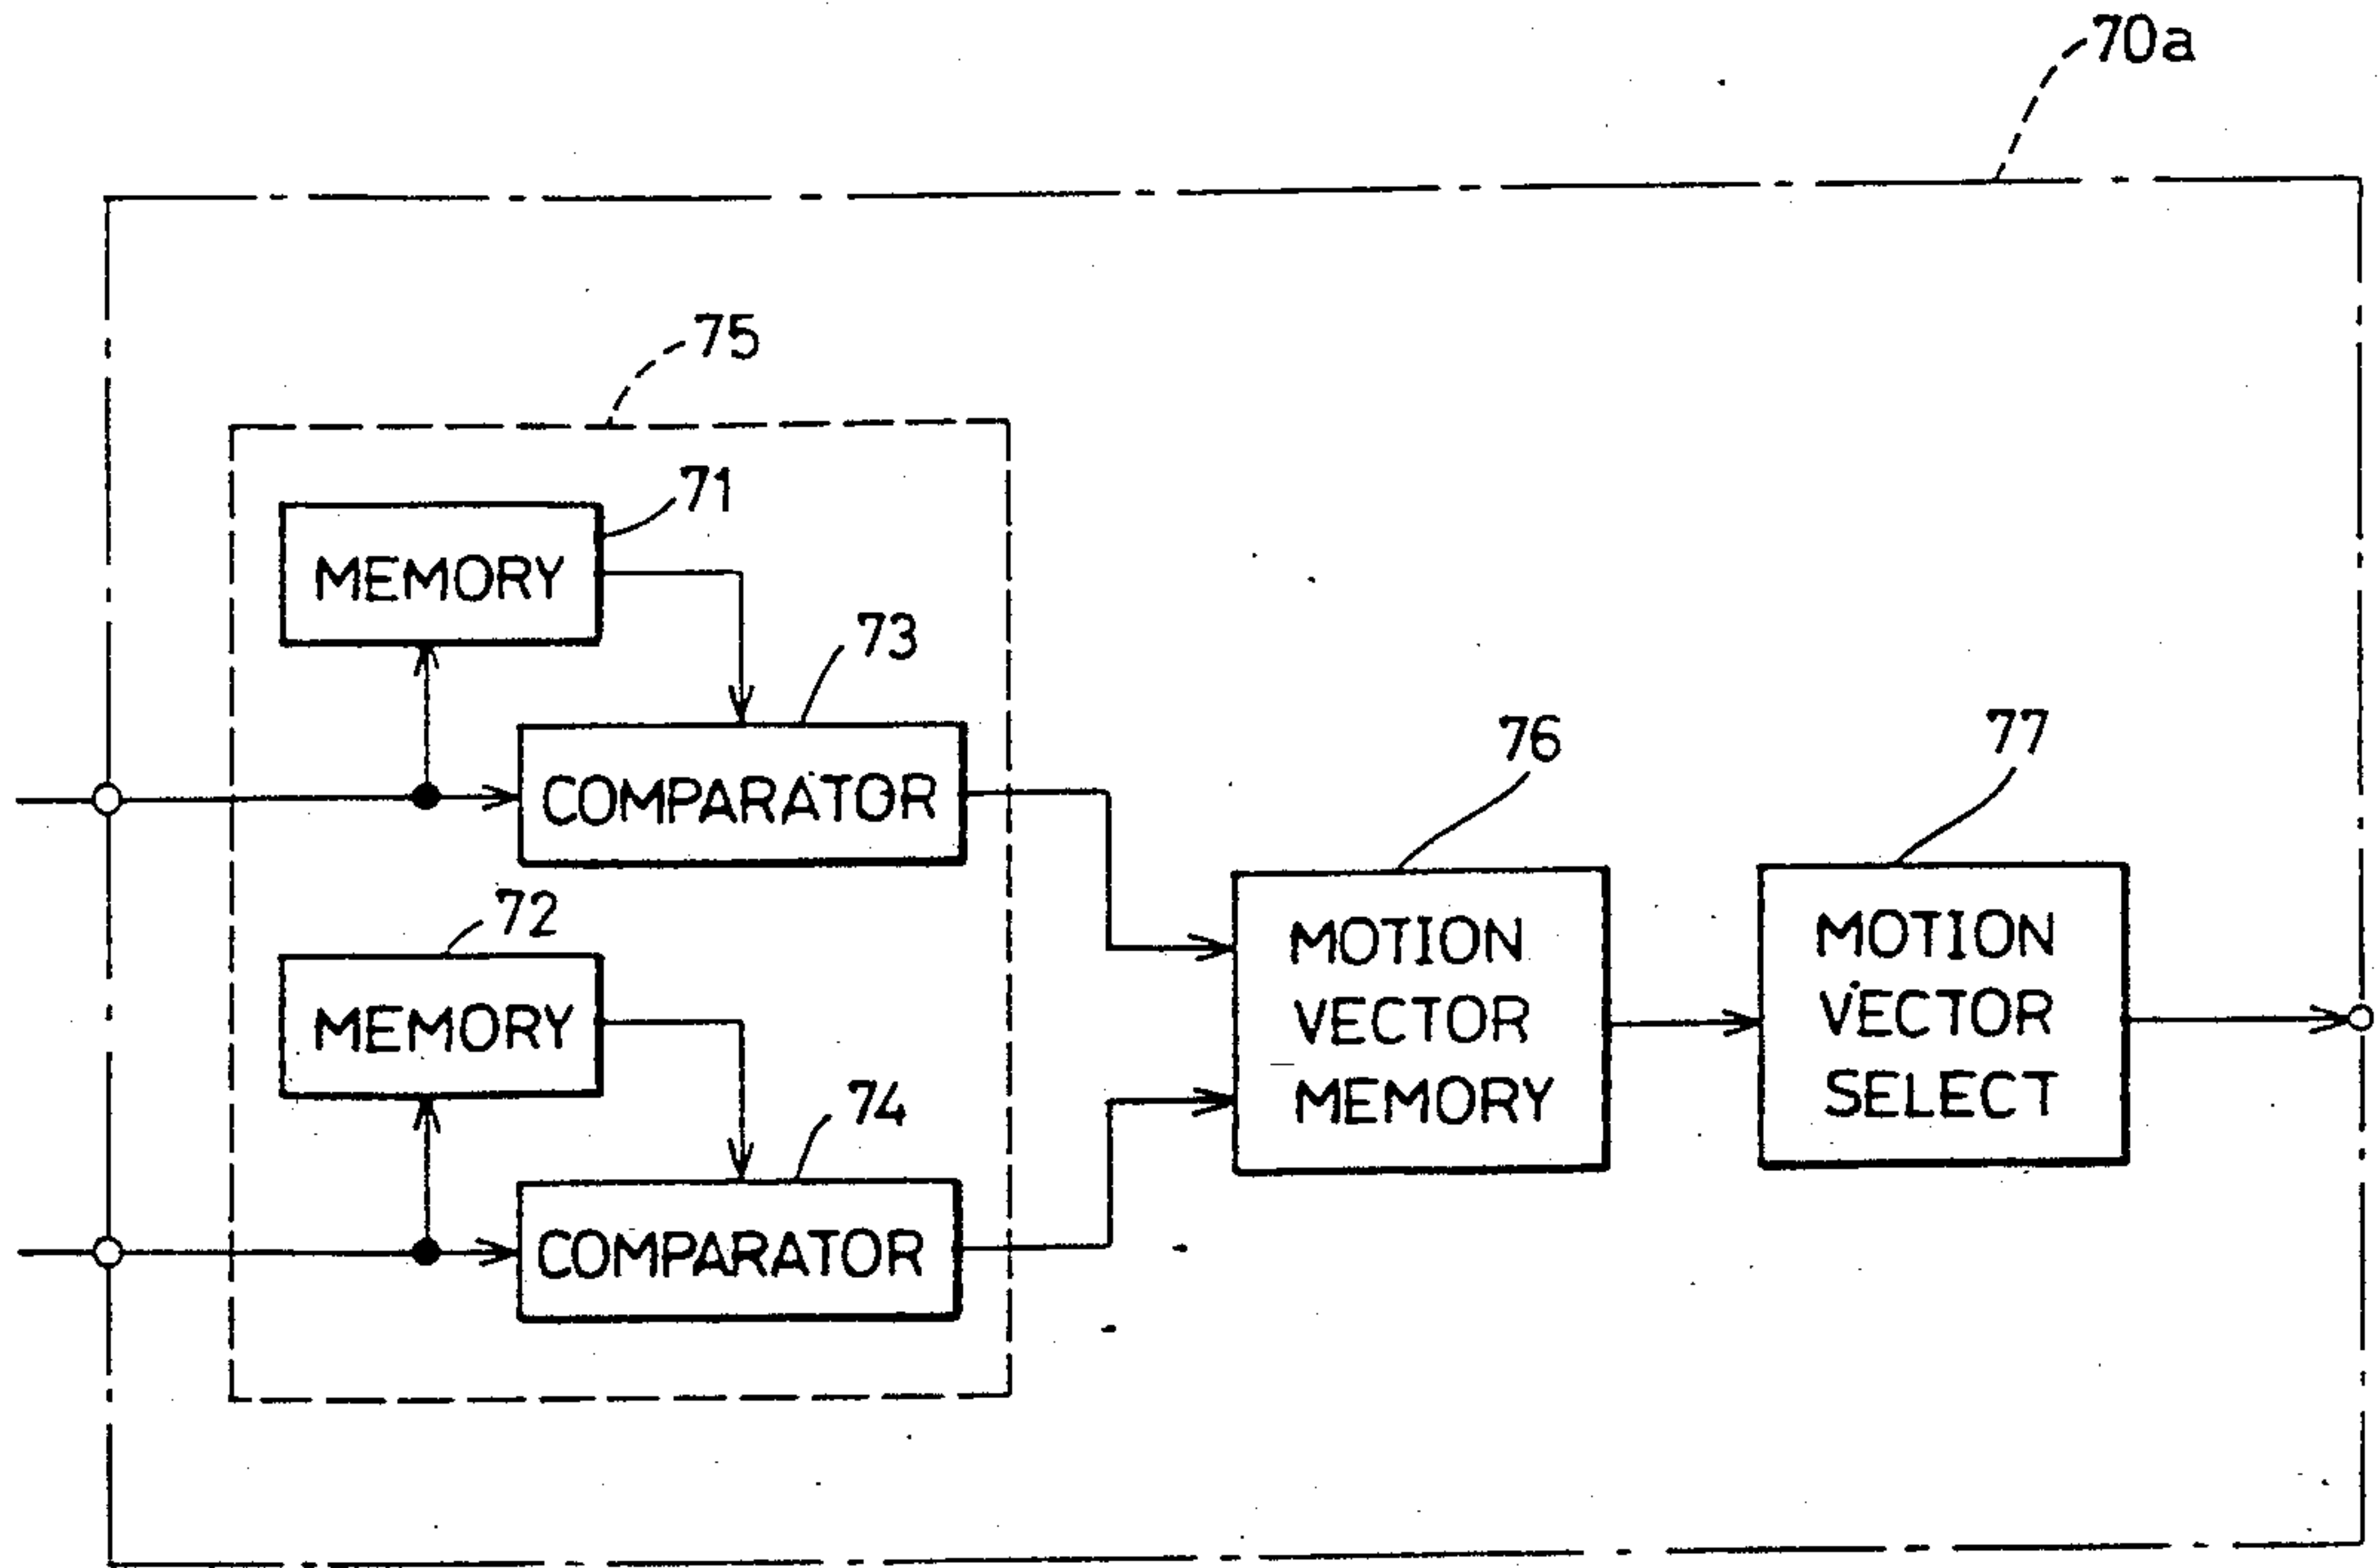 70a
75
71
MEMORY
73
COMPARATOR
72
MEMORY
74
COMPARATOR
76
MOTION
VECTOR
MEMORY
77
MOTION
VECTOR
SELECT